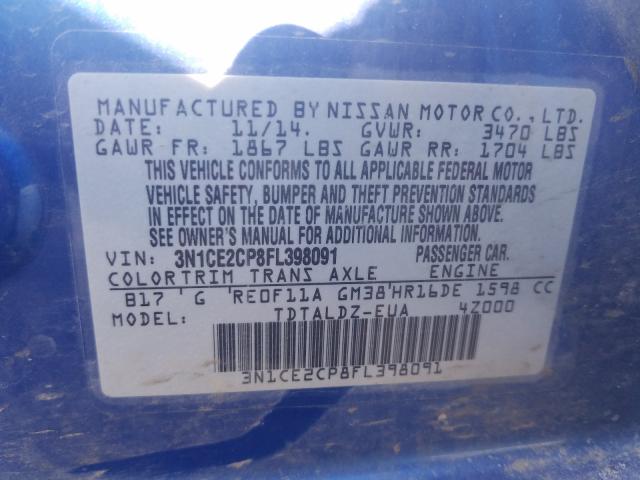 MANUFACTURED BY NISSAN MOTOR CO., LTD.
DATE: 11/14. GVWR: 3470 LBS
GAWR FR: 1867 LBS GAWR RR: 1704 LBS
THIS VEHICLE CONFORMS TO ALL APPLICABLE FEDERAL MOTOR
VEHICLE SAFETY, BUMPER AND THEFT PREVENTION STANDARDS
IN EFFECT ON THE DATE OF MANUFACTURE SHOWN ABOVE.
SEE OWNER'S MANUAL FOR ADDITIONAL INFORMATION.
VIN: 3N1CE2CP8FL398091 PASSENGER CAR.
COLORTRIM TRANS AXLE ENGINE
B17 ' G 'RE0F11A GM38'HR16DE 1598 CC
MODEL: TDTALDZ-EUA 4Z000
3N1CE2CP8FL398091